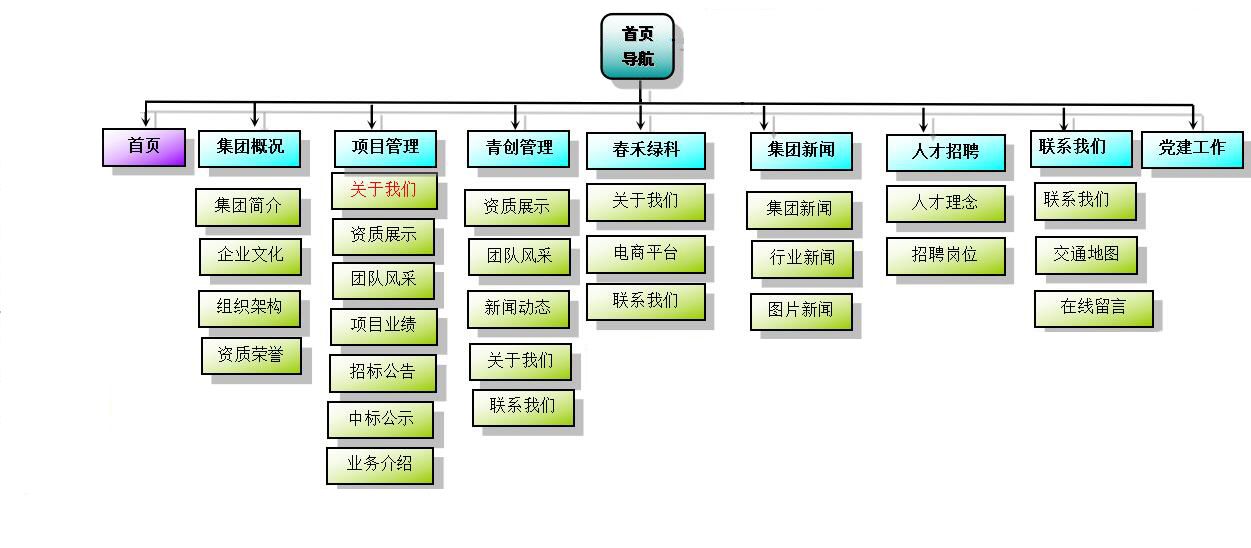 首页
导航
首页
集团概况
项目管理
青创管理
春禾绿科
集团新闻
人才招聘
联系我们
党建工作
集团简介
企业文化
组织架构
资质荣誉
关于我们
资质展示
团队风采
项目业绩
招标公告
中标公示
业务介绍
资质展示
团队风采
新闻动态
关于我们
联系我们
关于我们
电商平台
联系我们
集团新闻
行业新闻
图片新闻
人才理念
招聘岗位
联系我们
交通地图
在线留言